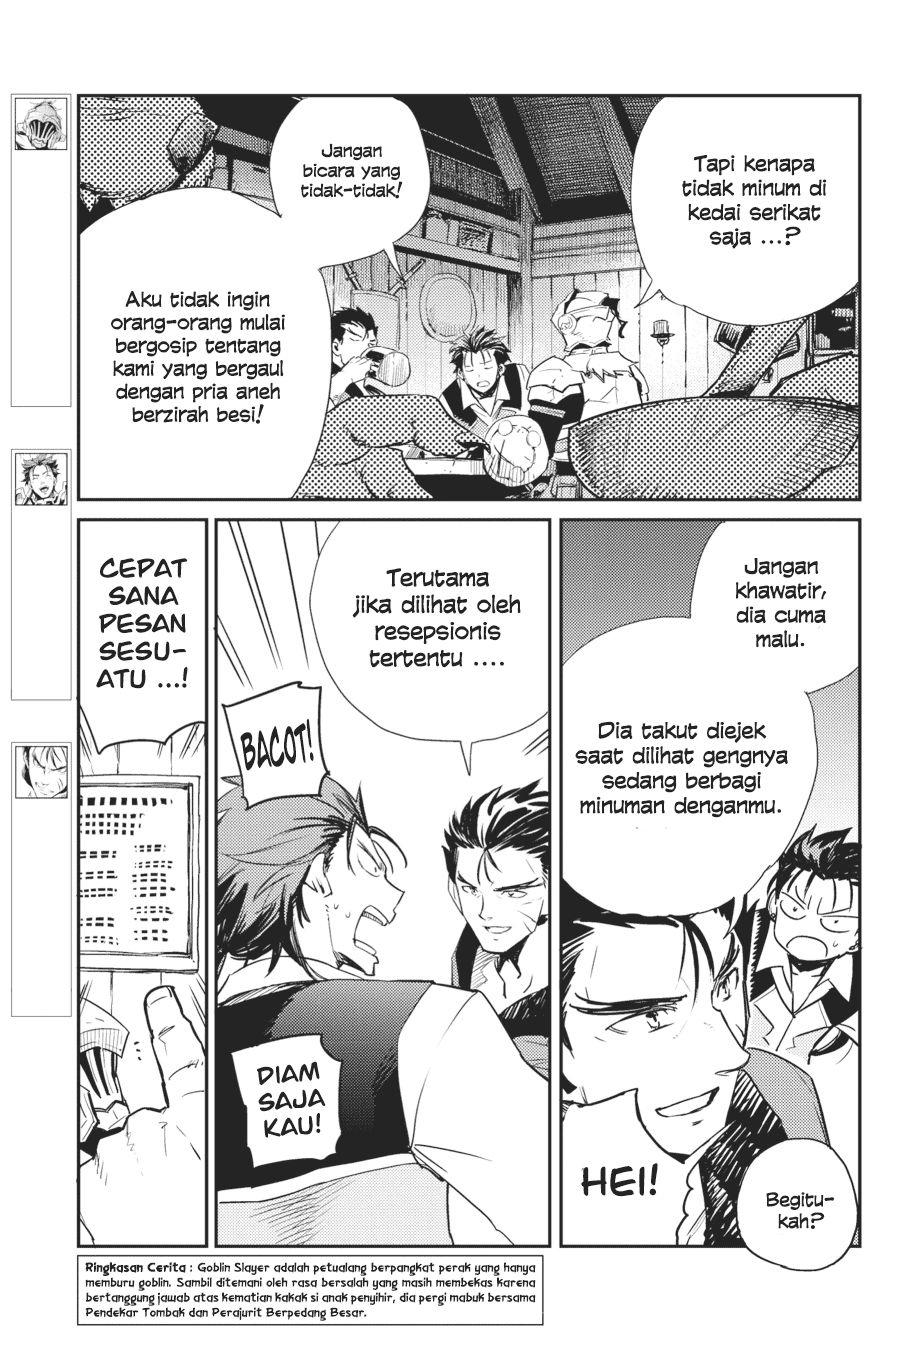 Tapi kenapa
tidak minum di
kedai serikat
saja ...?
Jangan
bicara yang
tidak-tidak!
Aku tidak ingin
orang-orang mulai
bergosip tentang
kami yang bergaul
dengan pria aneh
berzirah besi!
Jangan
khawatir,
dia cuma
malu.
Dia takut diejek
saat dilihat gengnya
sedang berbagi
minuman denganmu.
HEI!
Begitu-
kah?
Terutama
jika dilihat oleh
resepsionis
tertentu ....
BACOT!
DIAM
SAJA
KAU!
CEPAT
SANA
PESAN
SESU-
ATU ...!
Ringkasan Cerita : Goblin Slayer adalah petualang berpangkat perak yang hanya
memburu goblin. Sambil ditemani oleh rasa bersalah yang masih membekas karena
bertanggung jawab atas kematian kakak si anak penyihir, dia pergi mabuk bersama
Pendekar Tombak dan Perajurit Berpedang Besar.